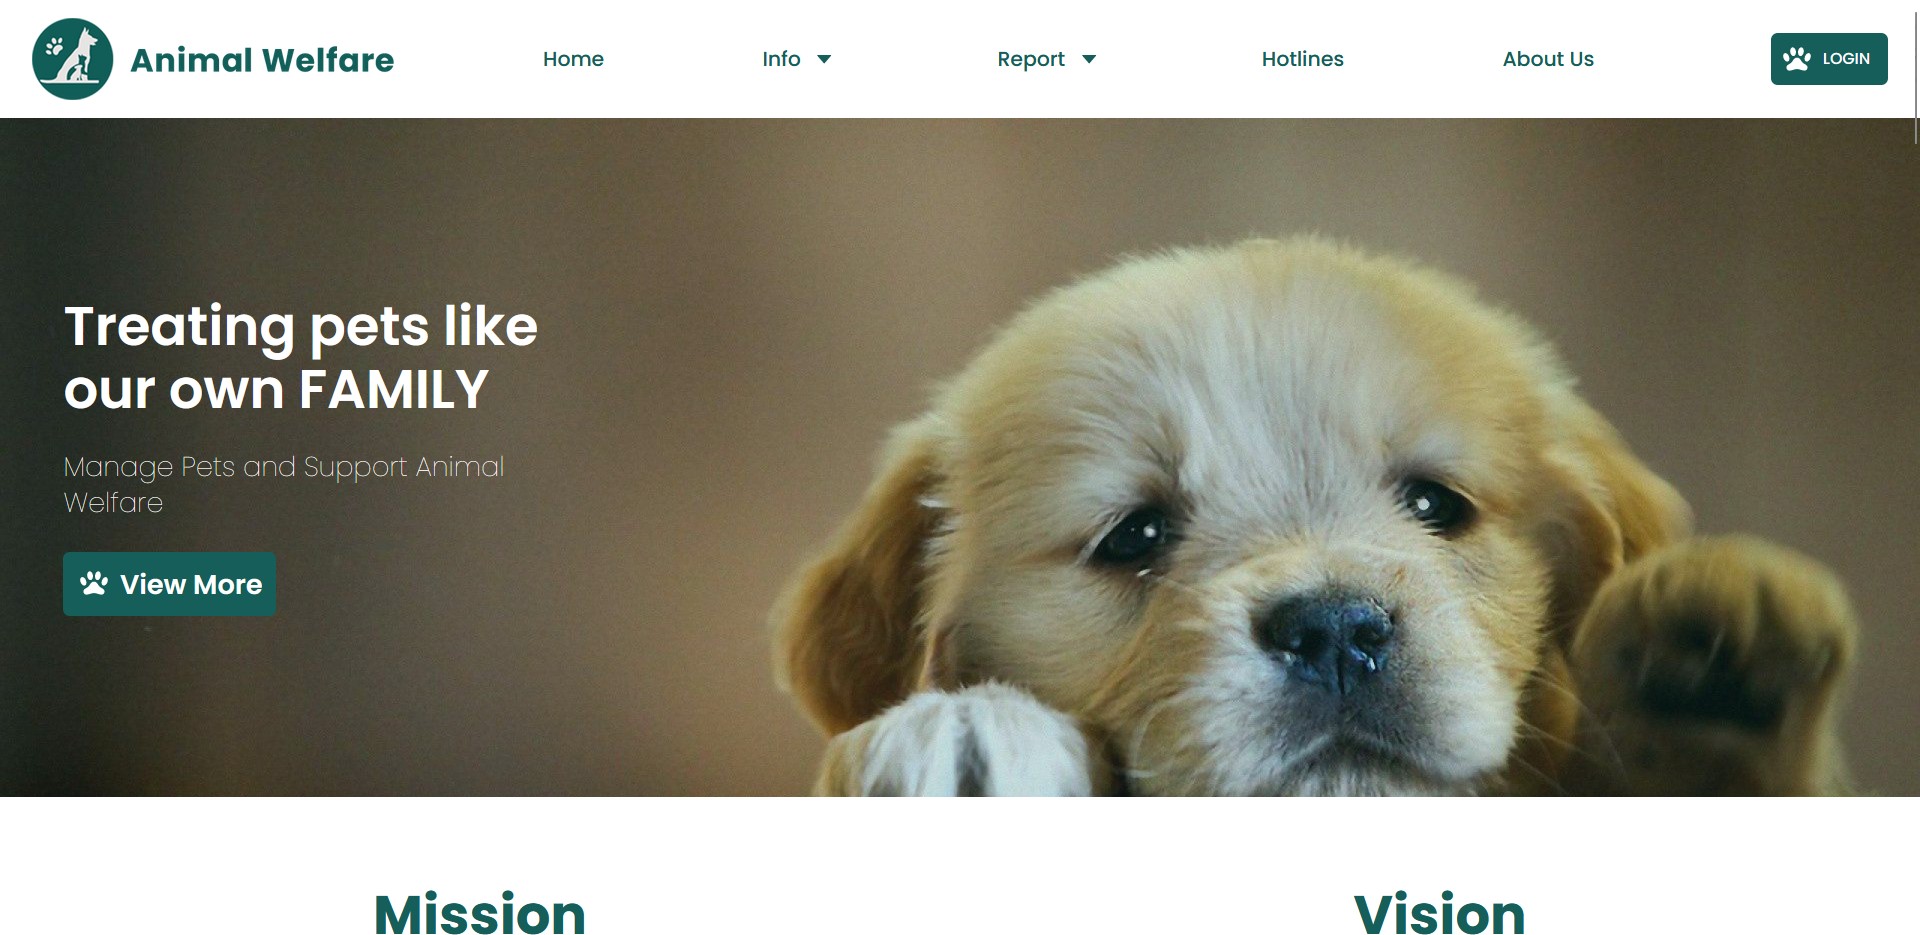 Animal Welfare
Home
Info
Report
Hotlines
About Us
LOGIN
Treating pets like
our own FAMILY
Manage Pets and Support Animal
Welfare
View More
Mission
Vision